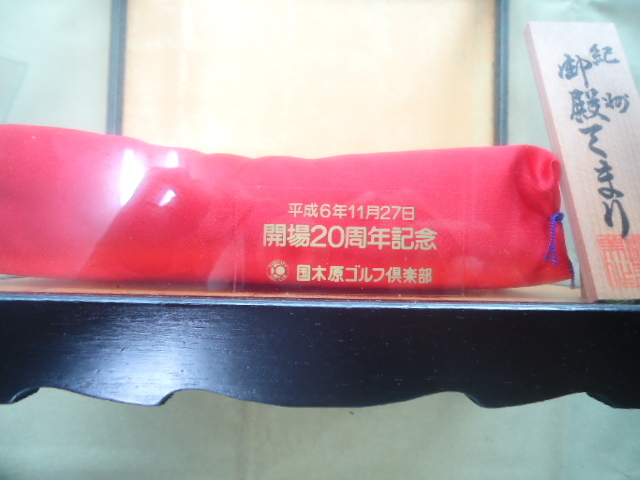 平成6年11月27日
開場20周年記念
国木原ゴルフ倶楽部
紀州
御殿てまり